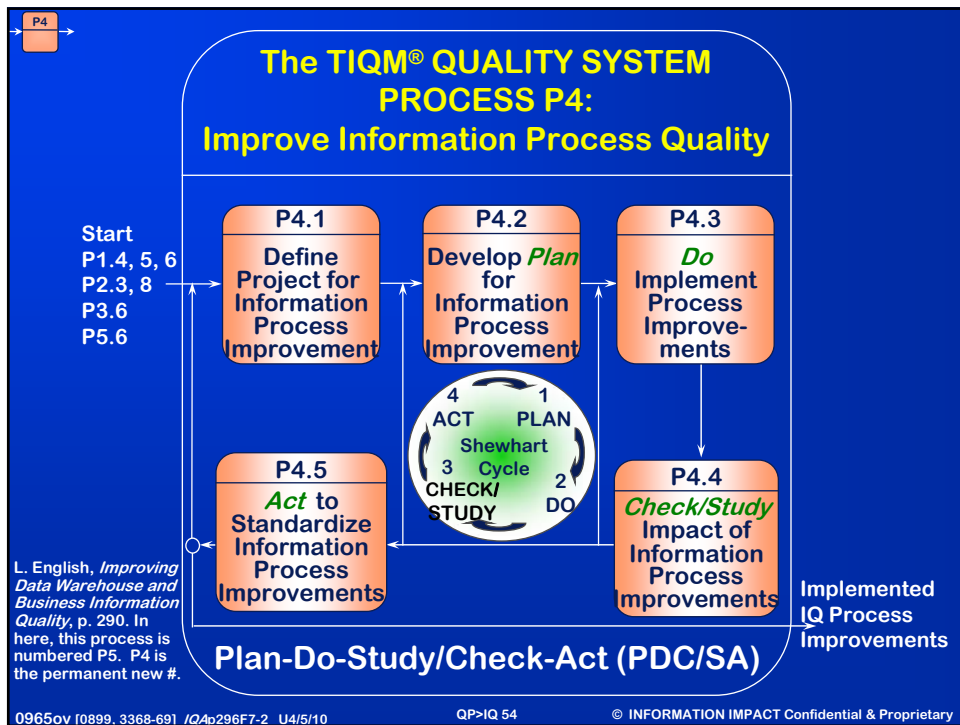 P4
The TIQM® QUALITY SYSTEM
PROCESS P4:
Improve Information Process Quality
Start
P1.4, 5, 6
P2.3, 8
P3.6
P5.6
P4.1
Define
Project for
Information
Process
Improvement
P4.2
Develop Plan
for
Information
Process
Improvement
P4.3
Do
Implement
Process
Improve-
ments
4
ACT
1
PLAN
Shewhart
Cycle
3
CHECK/
STUDY
2
DO
P4.5
Act to
Standardize
Information
Process
Improvements
P4.4
Check/Study
Impact of
Information
Process
Improvements
L. English, Improving
Data Warehouse and
Business Information
Quality, p. 290. In
here, this process is
numbered P5. P4 is
the permanent new #.
Implemented
IQ Process
Improvements
Plan-Do-Study/Check-Act (PDC/SA)
0965ov [0899, 3368-69] IQAp296F7-2 U4/5/10
QP>IQ 54
© INFORMATION IMPACT Confidential & Proprietary